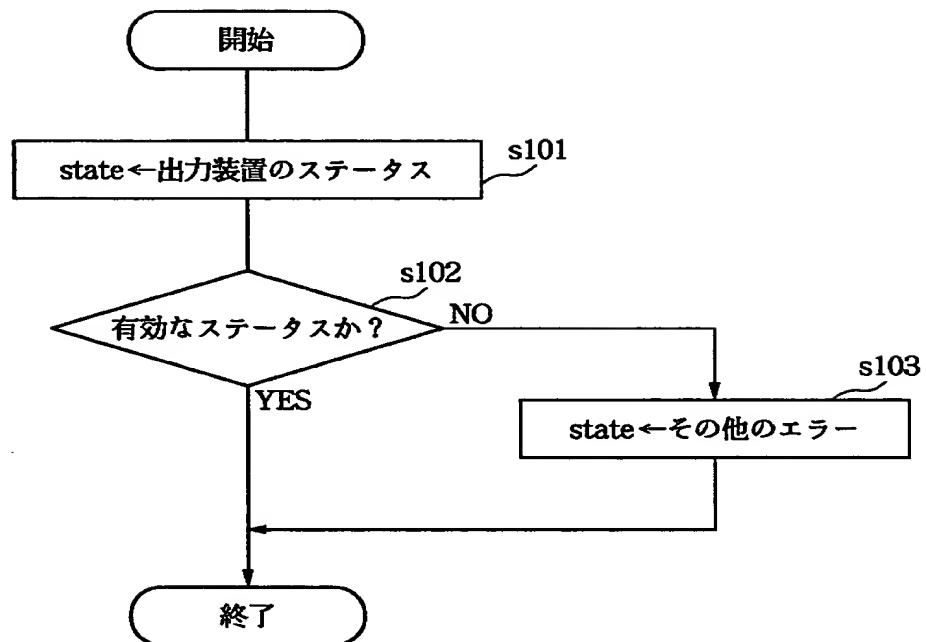 開始
state←出力装置のステータス
s101
s102
有効なステータスか？
NO
YES
s103
state←その他のエラー
終了